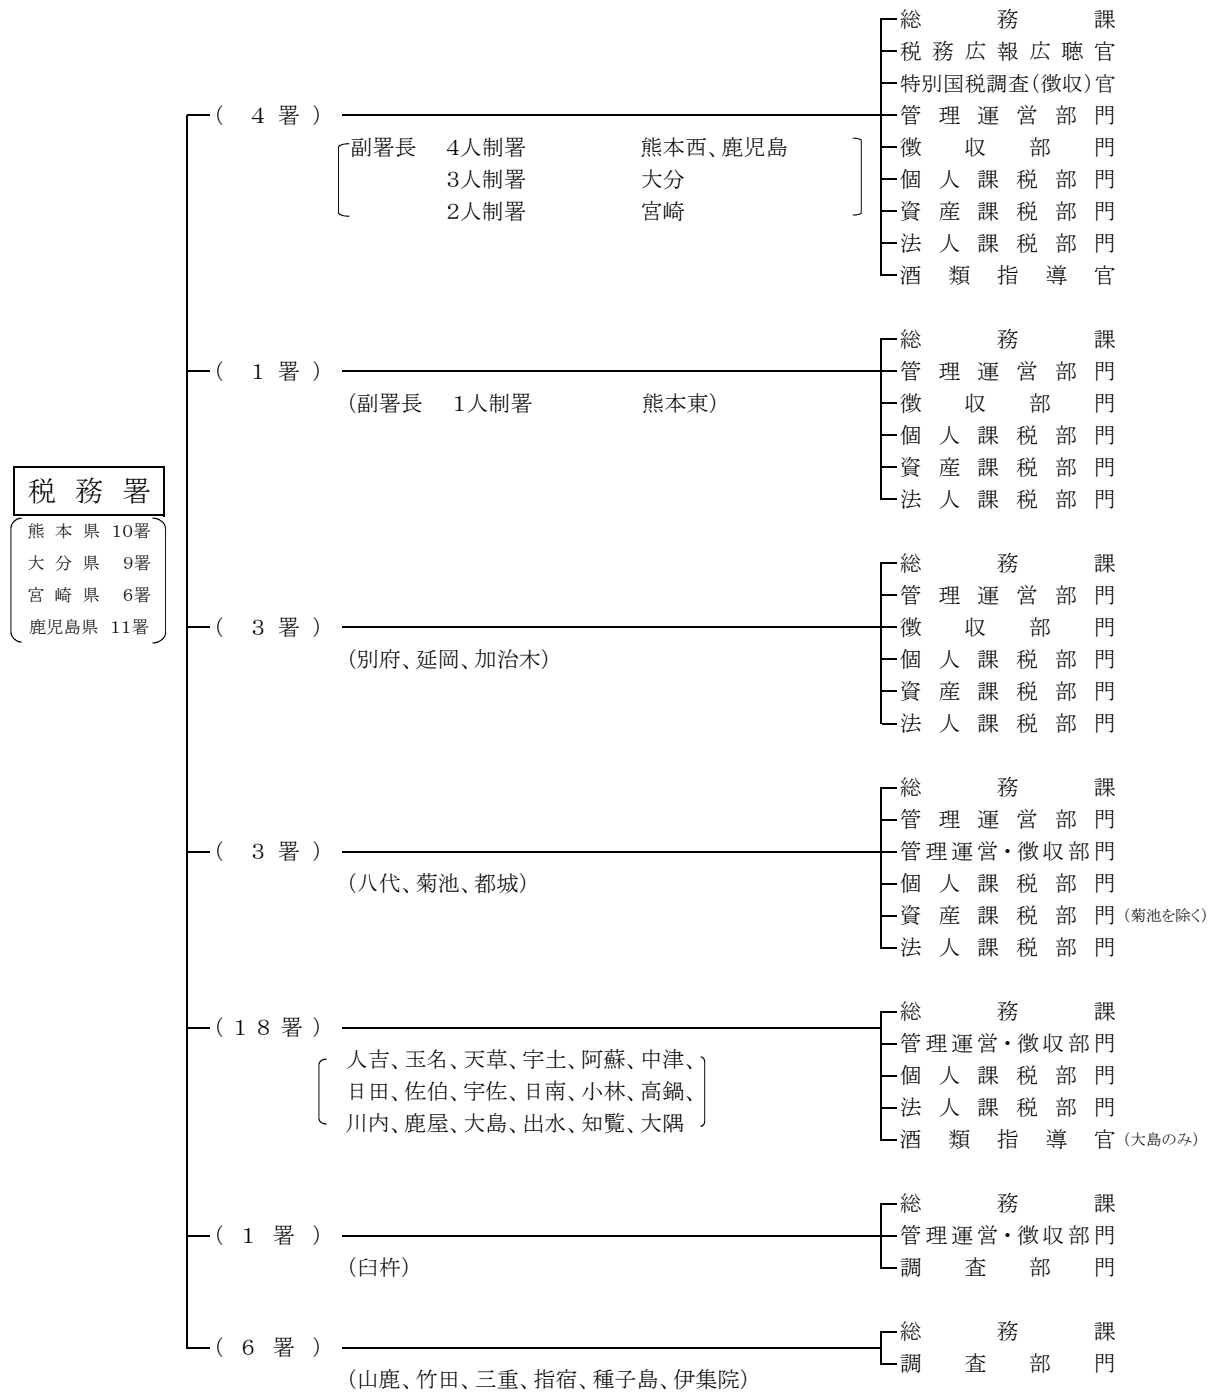 税務署
熊本県 10署
大分県 9署
宮崎県 6署
鹿児島県 11署
( 4署 )
副署長 4人制署 熊本西、鹿児島
3人制署 大分
2人制署 宮崎
総務課
税務広報広聴官
特別国税調査(徴収)官
管理運営部門
徴収部門
個人課税部門
資産課税部門
法人課税部門
酒類指導官
( 1署 )
(副署長 1人制署 熊本東)
総務課
管理運営部門
徴収部門
個人課税部門
資産課税部門
法人課税部門
( 3署 )
(別府、延岡、加治木)
総務課
管理運営部門
徴収部門
個人課税部門
資産課税部門
法人課税部門
( 3署 )
(八代、菊池、都城)
総務課
管理運営部門
管理運営・徴収部門
個人課税部門
資産課税部門 (菊池を除く)
法人課税部門
(18署)
人吉、玉名、天草、宇土、阿蘇、中津、
日田、佐伯、宇佐、日南、小林、高鍋、
川内、鹿屋、大島、出水、知覧、大隅
総務課
管理運営・徴収部門
個人課税部門
法人課税部門
酒類指導官 (大島のみ)
( 1署 )
(臼杵)
総務課
管理運営・徴収部門
調査部門
( 6署 )
(山鹿、竹田、三重、指宿、種子島、伊集院)
総務課
調査部門